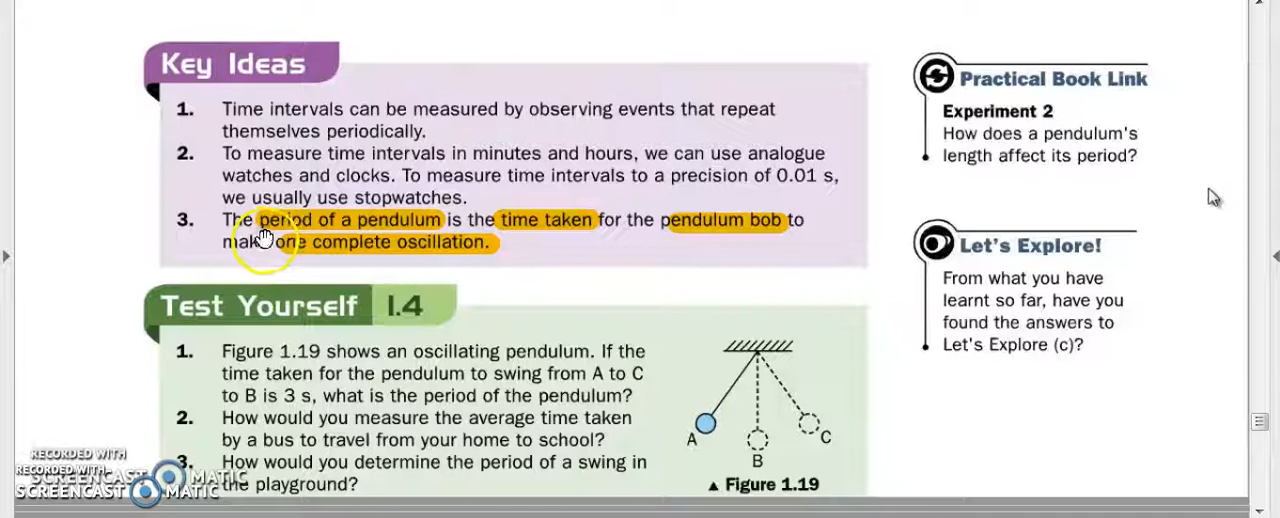 Key Ideas
1. Time intervals can be measured by observing events that repeat
themselves periodically.
2. To measure time intervals in minutes and hours, we can use analogue
watches and clocks. To measure time intervals to a precision of 0.01 s,
we usually use stopwatches.
3. The period of a pendulum is the time taken for the pendulum bob to
make one complete oscillation.
Practical Book Link
Experiment 2
How does a pendulum's
length affect its period?
Let's Explore!
From what you have
learnt so far, have you
found the answers to
Let's Explore (c)?
Test Yourself 1.4
1. Figure 1.19 shows an oscillating pendulum. If the
time taken for the pendulum to swing from A to C
to B is 3 s, what is the period of the pendulum?
2. How would you measure the average time taken
by a bus to travel from your home to school?
3. How would you determine the period of a swing in
the playground?
A
B
C
▲ Figure 1.19
RECORDED WITH
SCREENCAST MATIC
RECORDED WITH
SCREENCAST MATIC